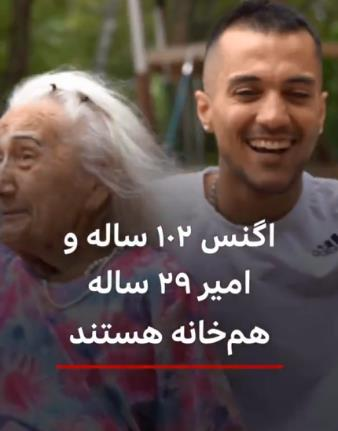 اگنس ۱۰۲ ساله و
امیر ۲۹ ساله
هم‌خانه هستند